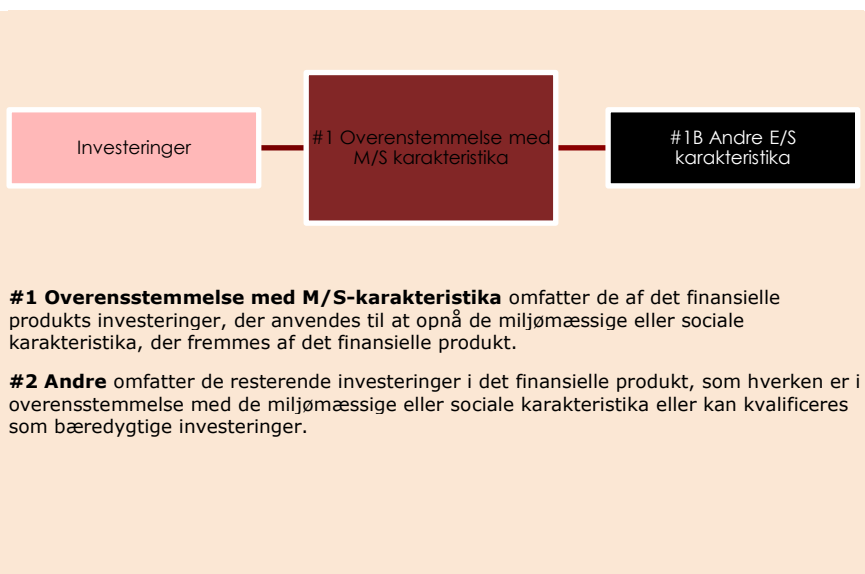 Investeringer
#1 Overenstemmelse med
M/S karakteristika
#1B Andre E/S
karakteristika
#1 Overensstemmelse med M/S-karakteristika omfatter de af det finansielle
produkts investeringer, der anvendes til at opnå de miljømæssige eller sociale
karakteristika, der fremmes af det finansielle produkt.
#2 Andre omfatter de resterende investeringer i det finansielle produkt, som hverken er i
overensstemmelse med de miljømæssige eller sociale karakteristika eller kan kvalificeres
som bæredygtige investeringer.